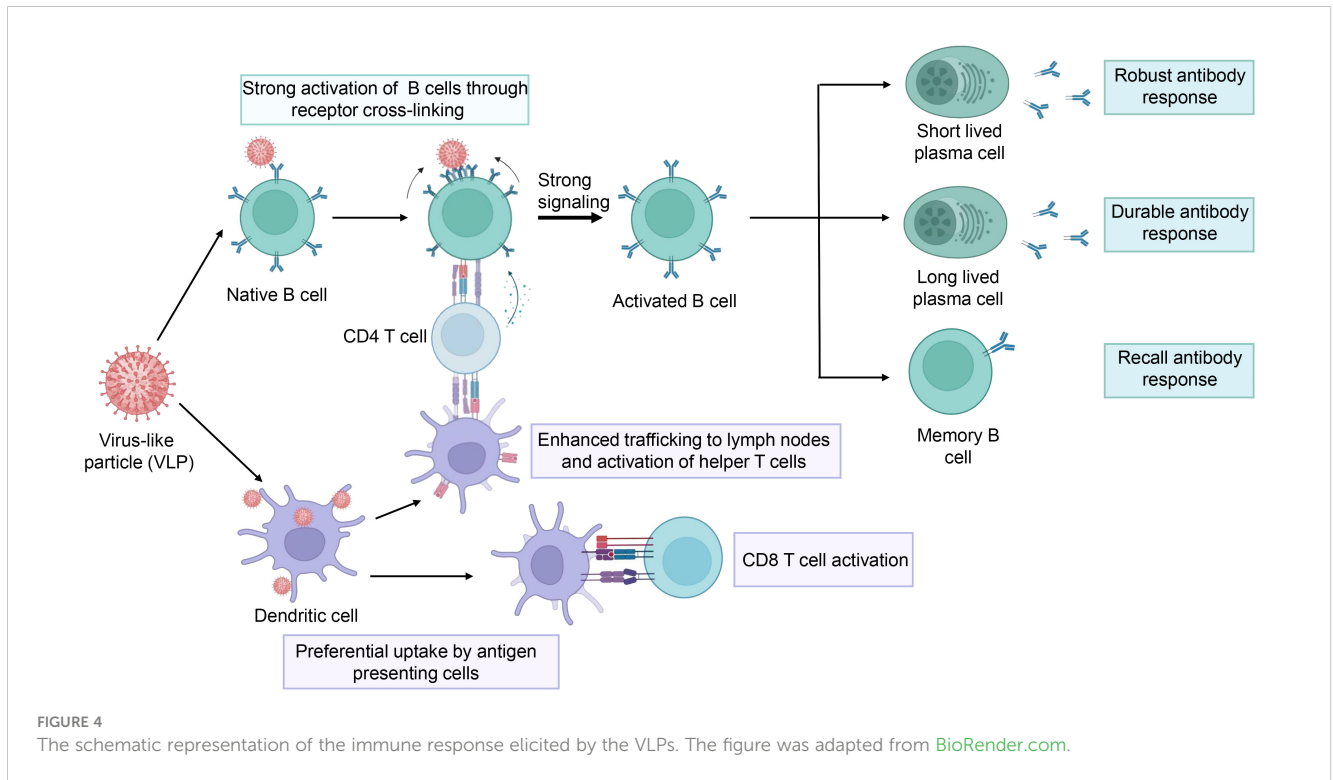 Strong activation of B cells through
receptor cross-linking
Native B cell
Strong
signaling
Activated B cell
CD4 T cell
Virus-like
particle (VLP)
Dendritic cell
Preferential uptake by antigen
presenting cells
Enhanced trafficking to lymph nodes
and activation of helper T cells
CD8 T cell activation
Short lived
plasma cell
Robust antibody
response
Long lived
plasma cell
Durable antibody
response
Memory B
cell
Recall antibody
response
FIGURE 4
The schematic representation of the immune response elicited by the VLPs. The figure was adapted from BioRender.com.